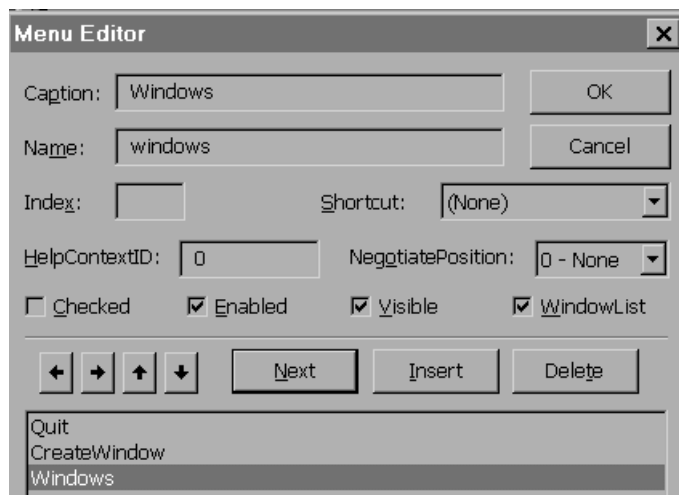 Menu Editor
Caption: Windows OK
Name: windows Cancel
Index: Shortcut: (None)
HelpContextID: 0 NegotiatePosition: 0 - None
Checked Enabled Visible WindowList
Next Insert Delete
Quit
CreateWindow
Windows